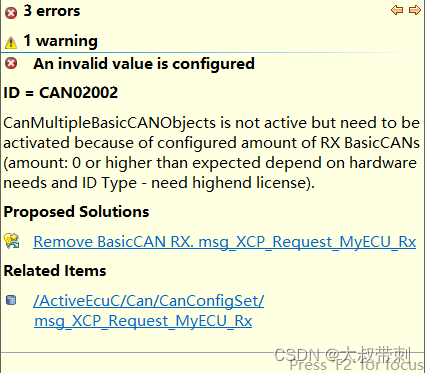 3 errors
1 warning
An invalid value is configured
ID = CAN02002
CanMultipleBasicCANObjects is not active but need to be
activated because of configured amount of RX BasicCANs
(amount: 0 or higher than expected depend on hardware
needs and ID Type - need highend license).
Proposed Solutions
Remove BasicCAN RX. msg_XCP_Request_MyECU_Rx
Related Items
/ActiveEcuC/Can/CanConfigSet/
msg_XCP_Request_MyECU_Rx
Press 'F2' for focus
CSDN @大叔带刺